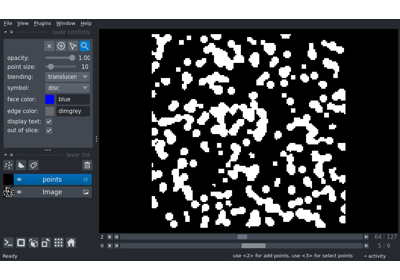 File View Plugins Window Help
layer controls
opacity: 1.00
point size: 10
blending: translucen
symbol: disc
face color: blue
edge color: dimgrey
display text:
out of slice:
layer list
points
Image
2 64 127
0 5 9
Ready use <2> for add points, use <3> for select points activity